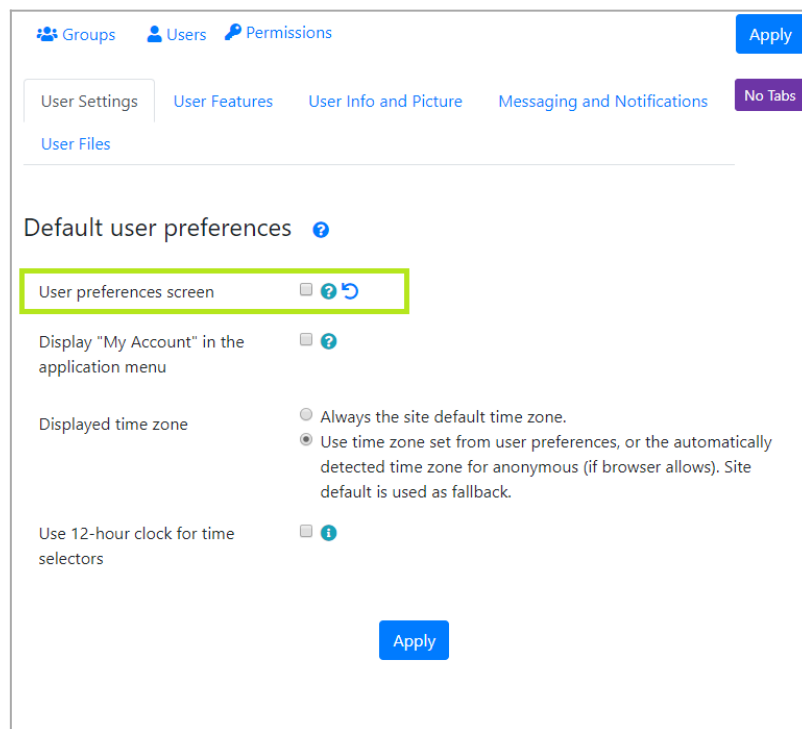 Groups Users Permissions Apply
User Settings User Features User Info and Picture Messaging and Notifications No Tabs
User Files
Default user preferences
User preferences screen
Display "My Account" in the
application menu
Displayed time zone
Always the site default time zone.
Use time zone set from user preferences, or the automatically
detected time zone for anonymous (if browser allows). Site
default is used as fallback.
Use 12-hour clock for time
selectors
Apply